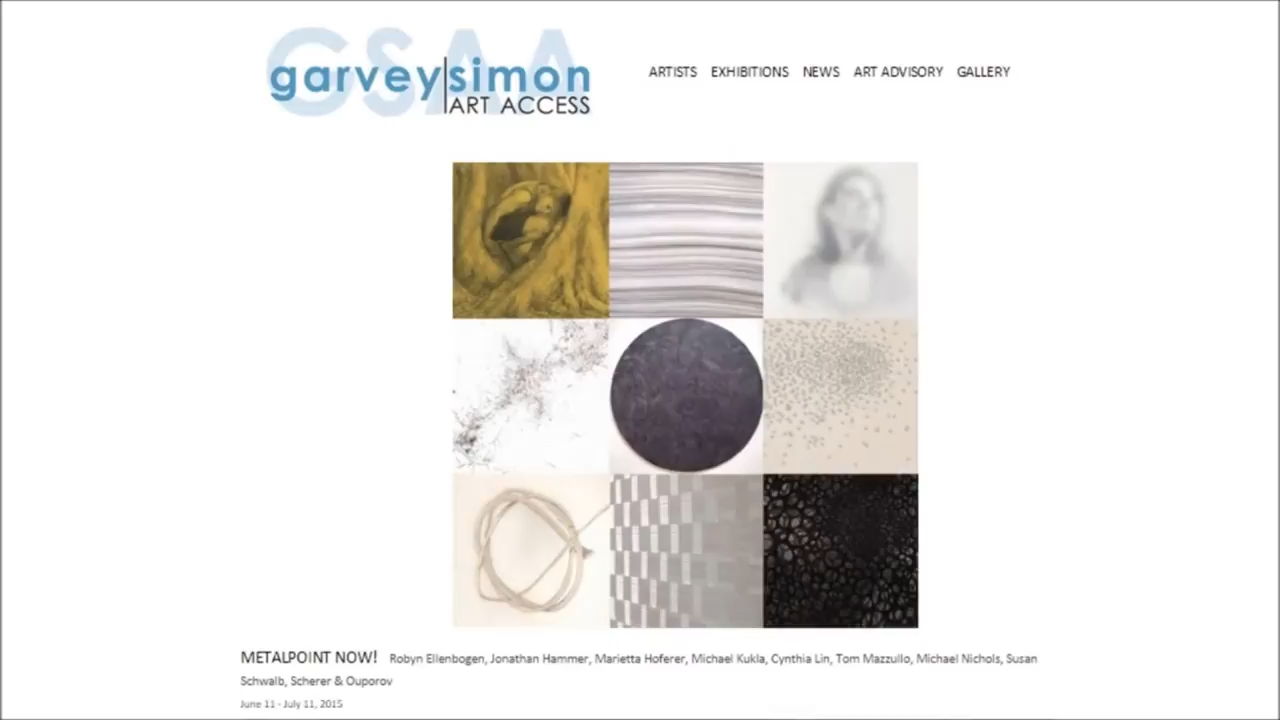 GSAA
garvey|simon
ART ACCESS
ARTISTS EXHIBITIONS NEWS ART ADVISORY GALLERY
METALPOINT NOW! Robyn Ellenbogen, Jonathan Hammer, Marietta Hoferer, Michael Kukla, Cynthia Lin, Tom Mazzullo, Michael Nichols, Susan
Schwalb, Scherer & Ouporov
June 11 - July 11, 2015